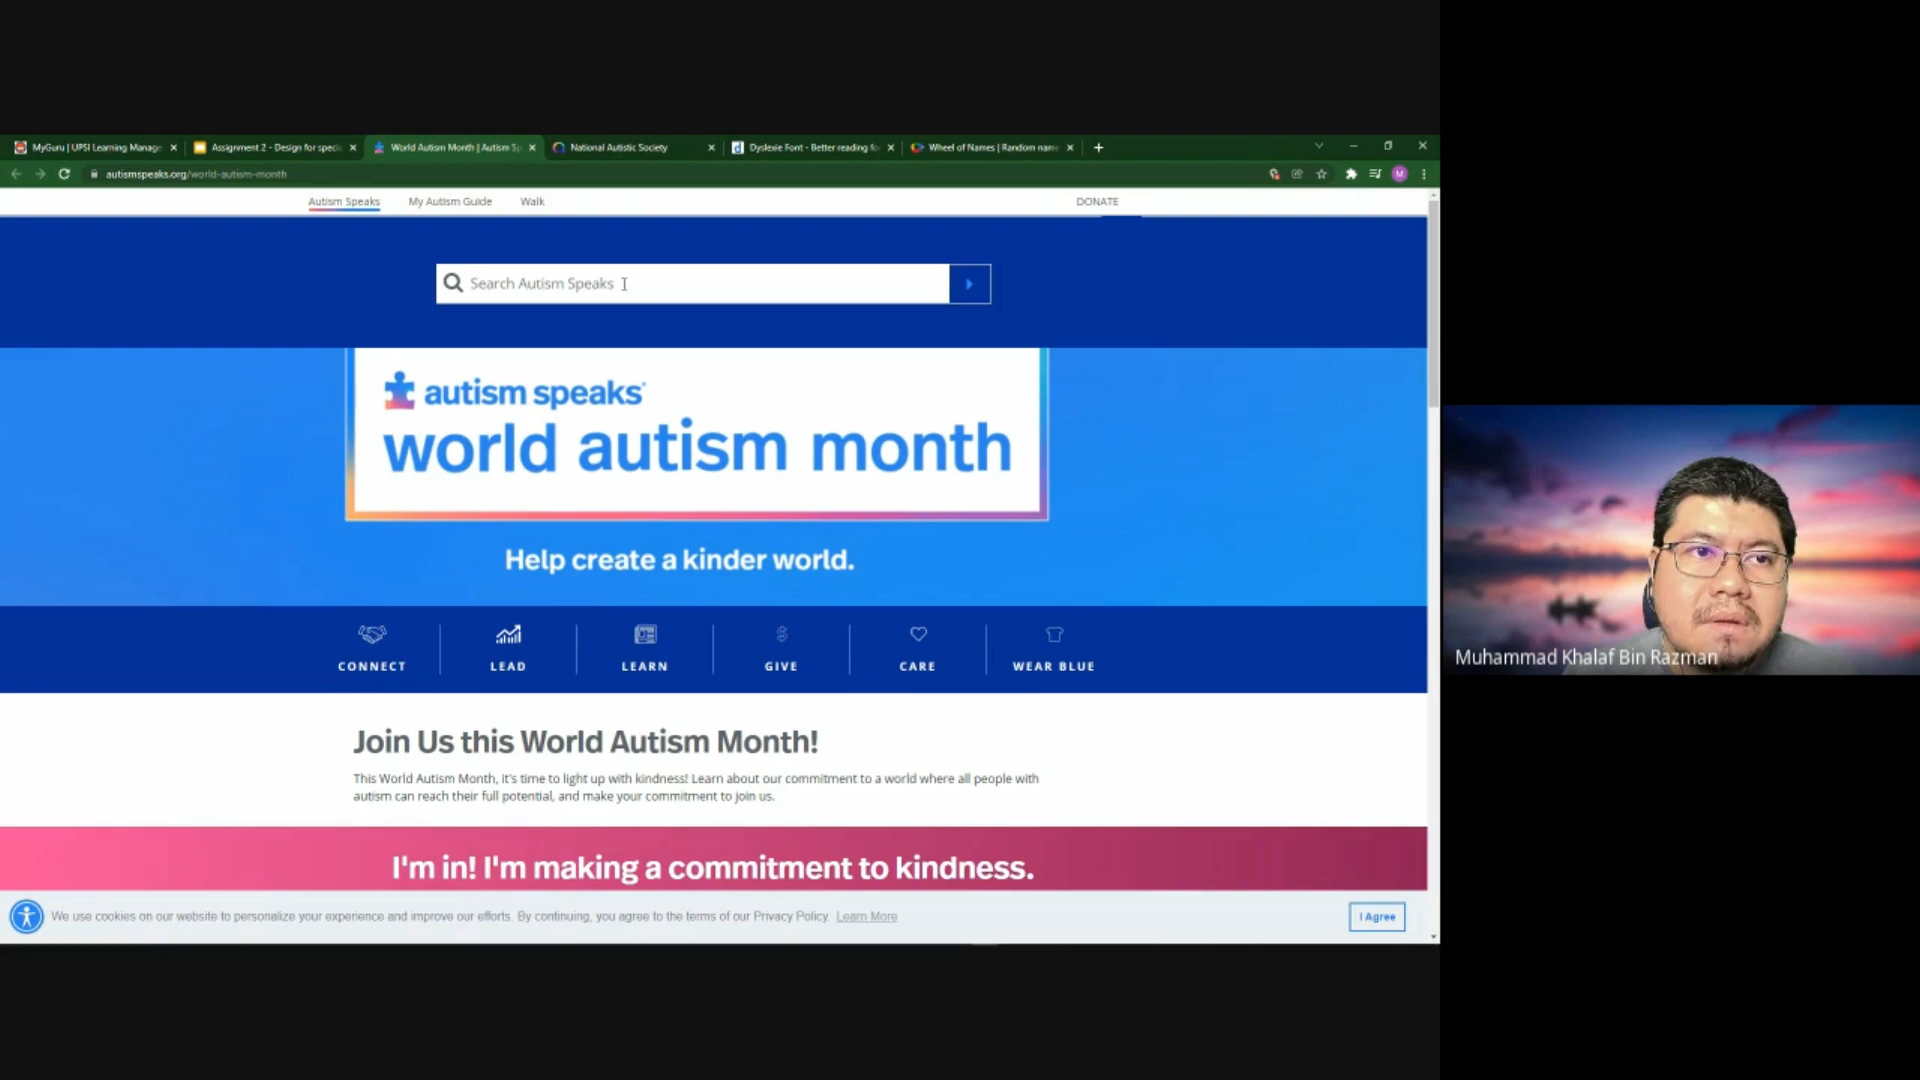 MyGuru | UPSI Learning Manage
Assignment 2 - Design for speci
World Autism Month | Autism Sp
National Autistic Society
Dyslexie Font - Better reading fo
Wheel of Names | Random name
autismspeaks.org/world-autism-month
M
Autism Speaks
My Autism Guide
Walk
DONATE
Search Autism Speaks
autism speaks
world autism month
Help create a kinder world.
CONNECT
LEAD
LEARN
GIVE
CARE
WEAR BLUE
Join Us this World Autism Month!
This World Autism Month, it's time to light up with kindness! Learn about our commitment to a world where all people with
autism can reach their full potential, and make your commitment to join us.
I'm in! I'm making a commitment to kindness.
We use cookies on our website to personalize your experience and improve our efforts. By continuing, you agree to the terms of our Privacy Policy. Learn More
I Agree
Muhammad Khalaf Bin Razman